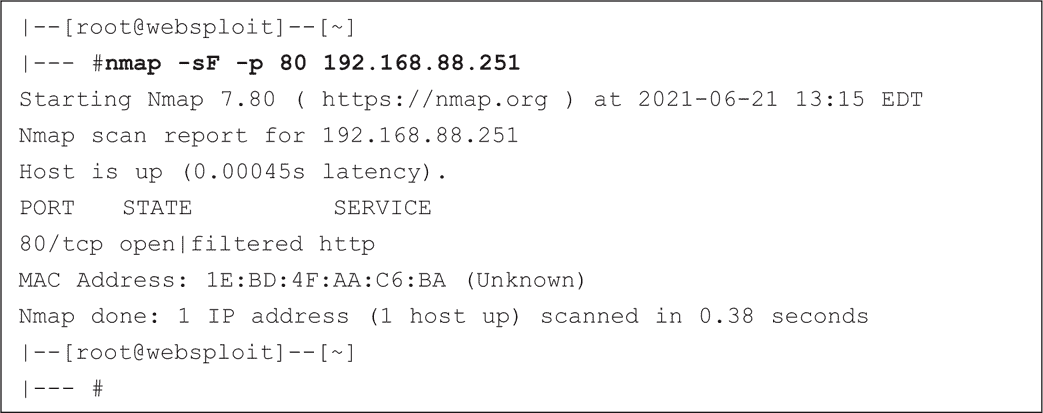 |--[root@websploit]--[~]
|--- #nmap -sF -p 80 192.168.88.251
Starting Nmap 7.80 ( https://nmap.org ) at 2021-06-21 13:15 EDT
Nmap scan report for 192.168.88.251
Host is up (0.00045s latency).
PORT   STATE         SERVICE
80/tcp open|filtered http
MAC Address: 1E:BD:4F:AA:C6:BA (Unknown)
Nmap done: 1 IP address (1 host up) scanned in 0.38 seconds
|--[root@websploit]--[~]
|--- #